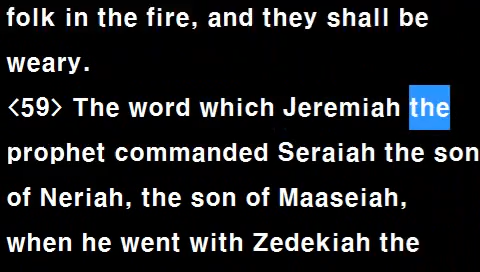 folk in the fire, and they shall be
weary.
<59> The word which Jeremiah the
prophet commanded Seraiah the son
of Neriah, the son of Maaseiah,
when he went with Zedekiah the